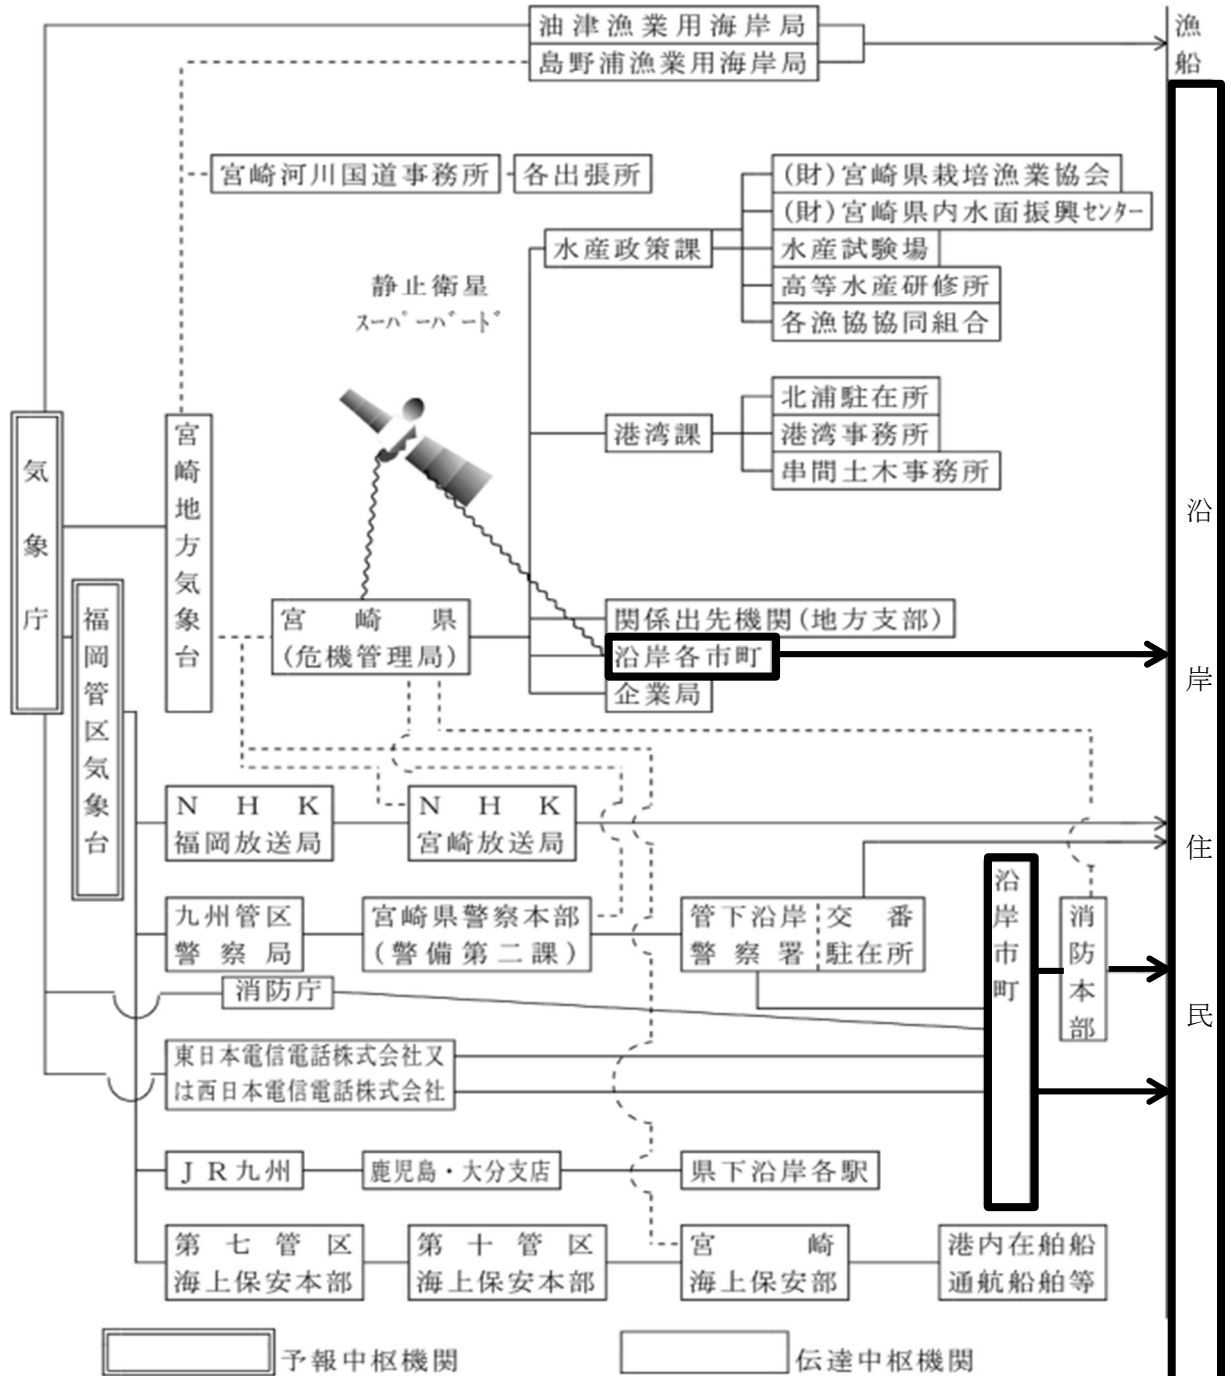 油津漁業用海岸局
島野浦漁業用海岸局
漁船
宮崎河川国道事務所
各出張所
(財)宮崎県栽培漁業協会
(財)宮崎県内水面振興センター
水産政策課
水産試験場
高等水産研修所
各漁協協同組合
静止衛星
スーパーバード
北浦駐在所
港湾課
港湾事務所
串間土木事務所
気象庁
宮崎地方気象台
福岡管区気象台
宮崎県
(危機管理局)
関係出先機関(地方支部)
沿岸各市町
企業局
沿岸住民
NHK
福岡放送局
NHK
宮崎放送局
九州管区
警察局
宮崎県警察本部
(警備第二課)
管下沿岸
警察署
交番
駐在所
沿岸市町
消防本部
消防庁
東日本電信電話株式会社又
は西日本電信電話株式会社
JR九州
鹿児島・大分支店
県下沿岸各駅
第七管区
海上保安本部
第十管区
海上保安本部
宮崎
海上保安部
港内在舶船
通航船舶等
予報中枢機関
伝達中枢機関